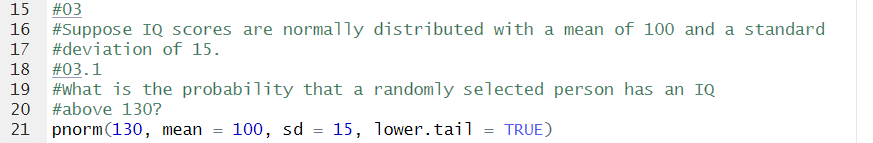 15 #03
16 #Suppose IQ scores are normally distributed with a mean of 100 and a standard
17 #deviation of 15.
18 #03.1
19 #What is the probability that a randomly selected person has an IQ
20 #above 130?
21 pnorm(130, mean = 100, sd = 15, lower.tail = TRUE)